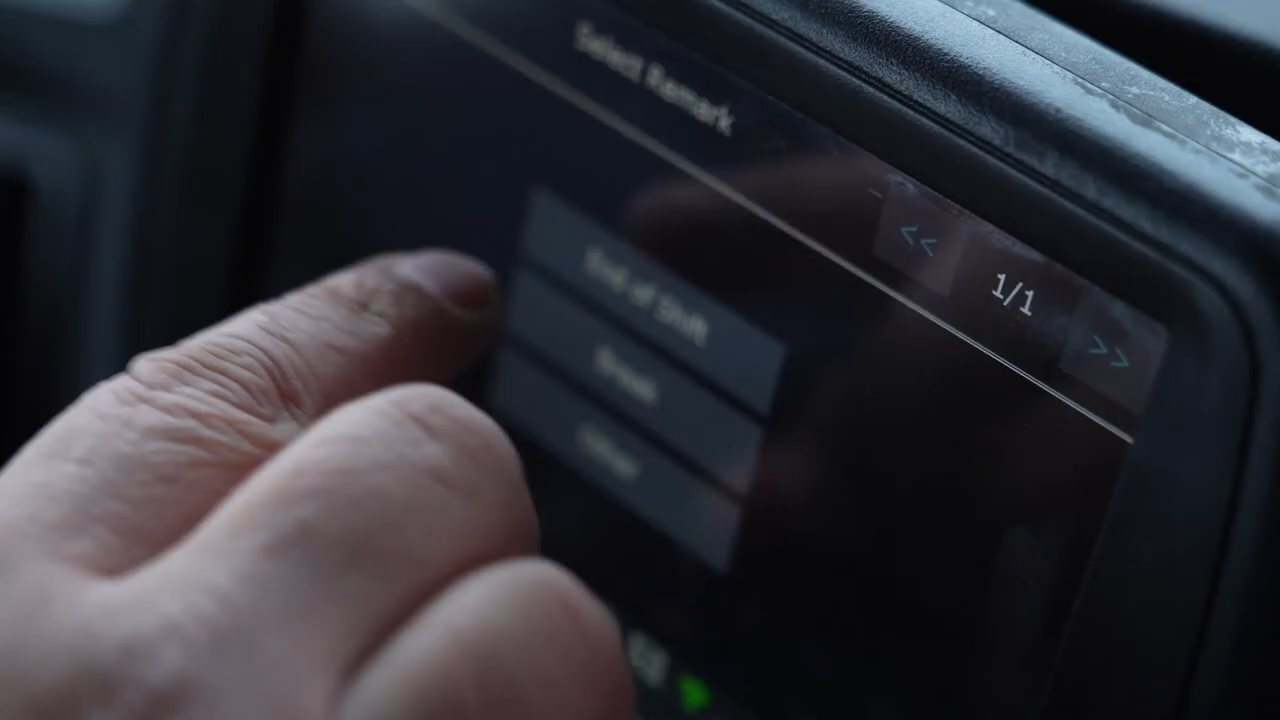 Select Remark
<< 1/1 >>
End of Shift
Break
Other